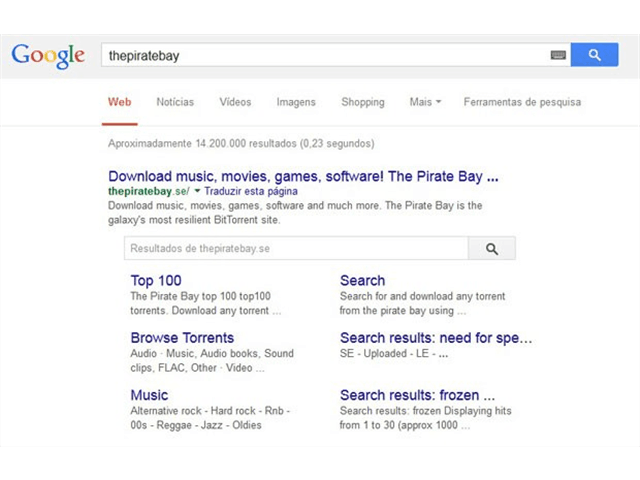 Google thepiratebay
Web Notícias Vídeos Imagens Shopping Mais Ferramentas de pesquisa
Aproximadamente 14.200.000 resultados (0,23 segundos)
Download music, movies, games, software! The Pirate Bay ...
thepiratebay.se/ Traduzir esta página
Download music, movies, games, software and much more. The Pirate Bay is the
galaxy's most resilient BitTorrent site.
Resultados de thepiratebay.se
Top 100
The Pirate Bay top 100 top100
torrents. Download any torrent ...
Search
Search for and download any torrent
from the pirate bay using ...
Browse Torrents
Audio · Music, Audio books, Sound
clips, FLAC, Other · Video ...
Search results: need for spe...
SE - Uploaded - LE - ...
Music
Alternative rock - Hard rock - Rnb -
00s - Reggae - Jazz - Oldies
Search results: frozen ...
Search results: frozen Displaying hits
from 1 to 30 (approx 1000 ...